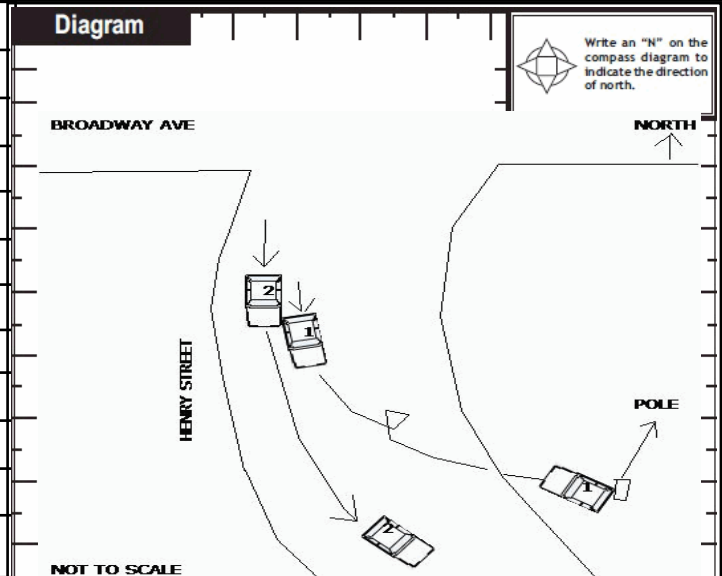 Diagram
Write an “N” on the
compass diagram to
indicate the direction
of north.
BROADWAY AVE
NORTH
2
1
HENRY STREET
POLE
1
2
NOT TO SCALE